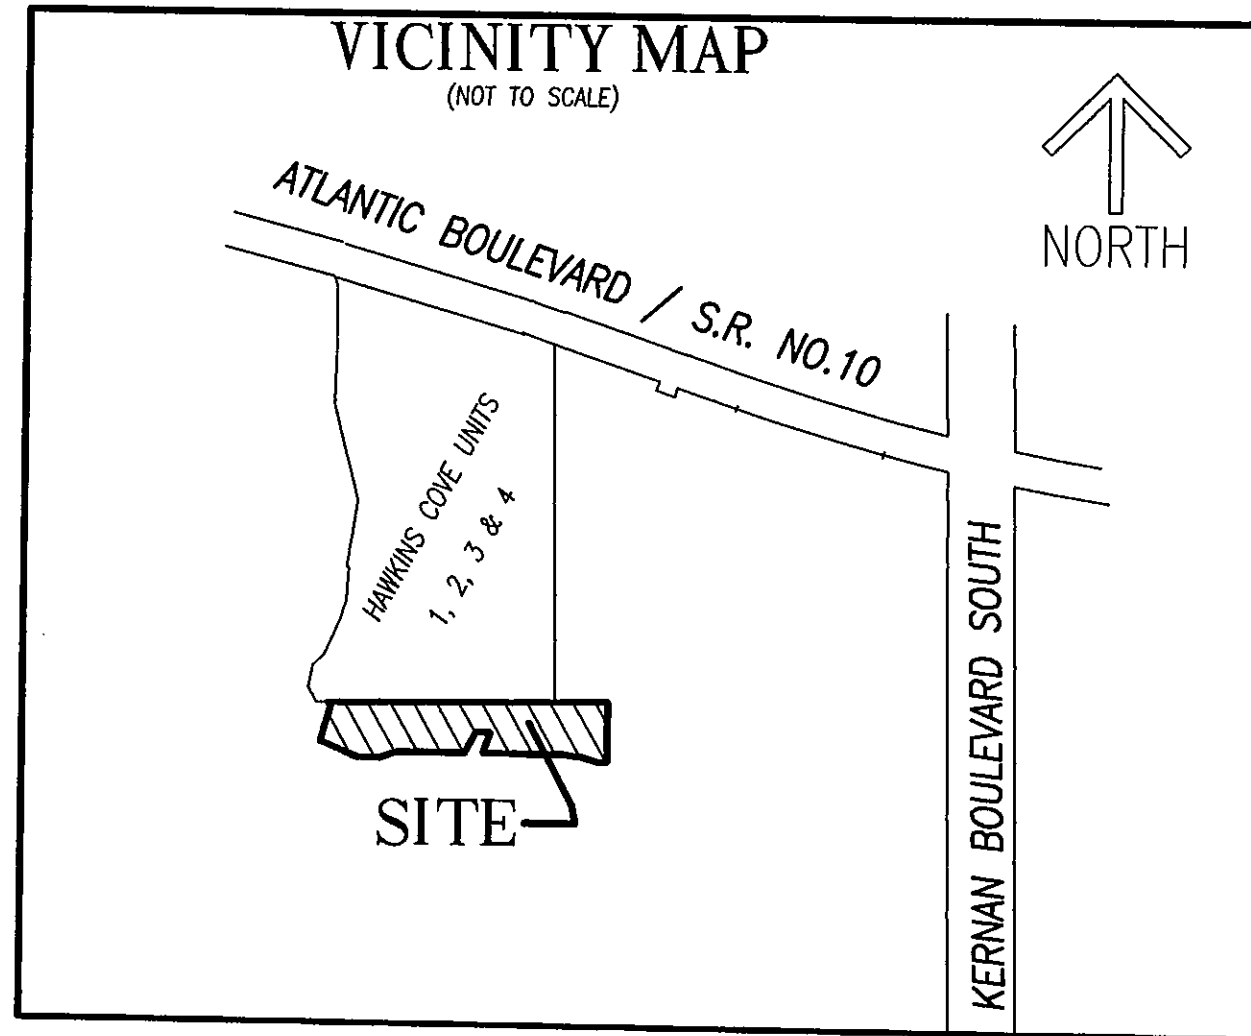 VICINITY MAP
(NOT TO SCALE)
NORTH
ATLANTIC BOULEVARD / S.R. NO.10
HAWKINS COVE UNITS
1, 2, 3 & 4
KERNAN BOULEVARD SOUTH
SITE